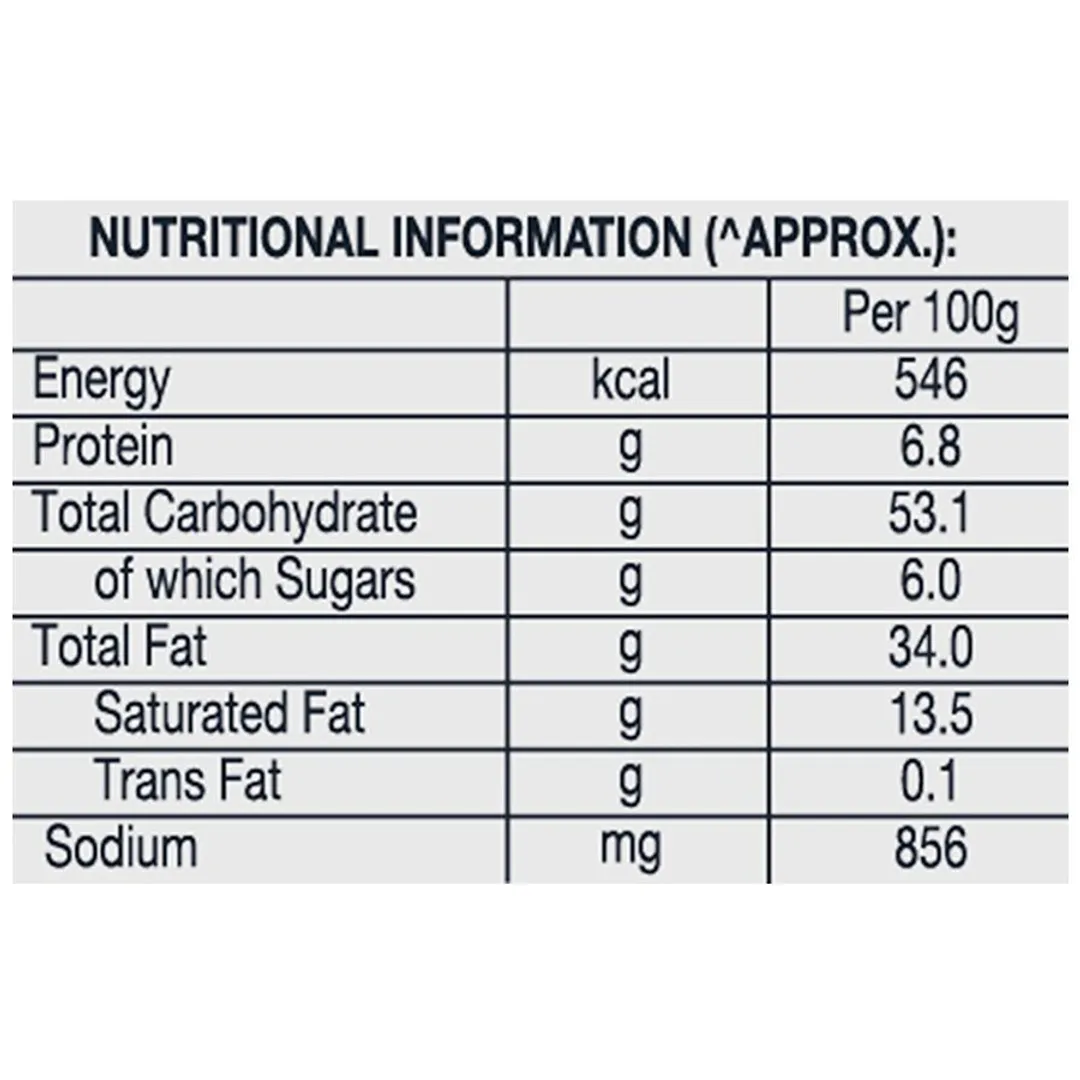 NUTRITIONAL INFORMATION (^APPROX.):
Per 100g
Energy kcal 546
Protein g 6.8
Total Carbohydrate g 53.1
of which Sugars g 6.0
Total Fat g 34.0
Saturated Fat g 13.5
Trans Fat g 0.1
Sodium mg 856